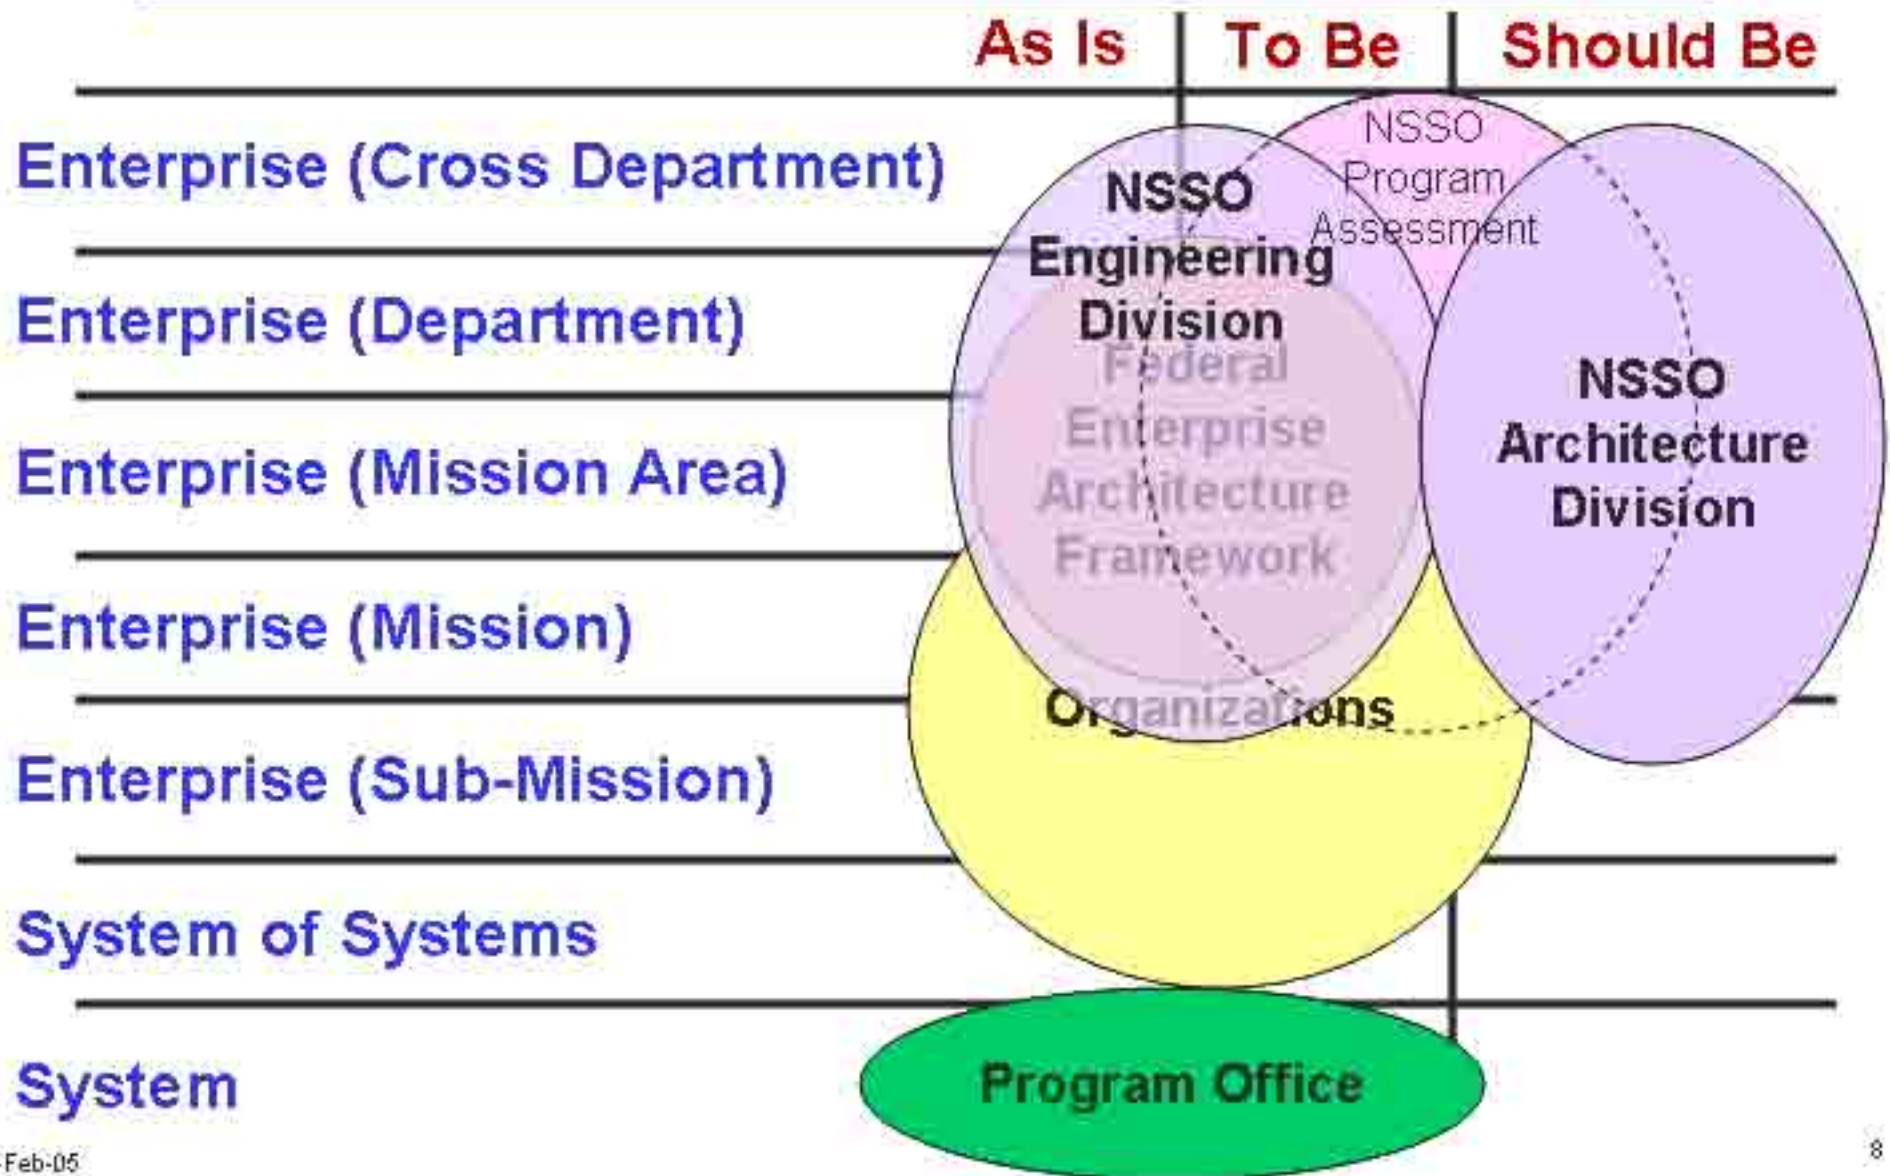 As Is To Be Should Be
Enterprise (Cross Department)
Enterprise (Department)
Enterprise (Mission Area)
Enterprise (Mission)
Enterprise (Sub-Mission)
System of Systems
System
NSSO
Program
Assessment
NSSO
Engineering
Division
Federal
Enterprise
Architecture
Framework
Organizations
NSSO
Architecture
Division
Program Office
-Feb-05
8